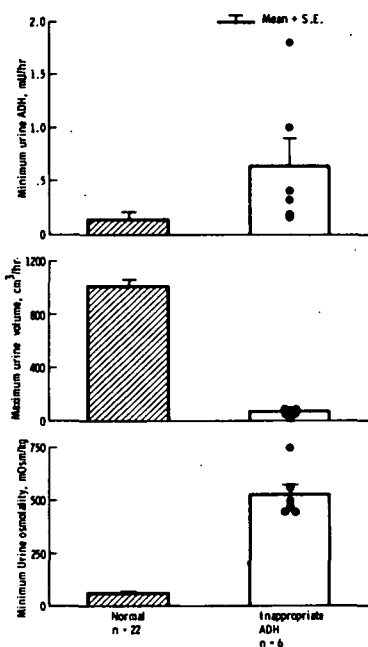 Mean + S.E.
Minimum urine ADH, mU/hr
2.0
1.5
1.0
.5
0
Maximum urine volume, cm³/hr
1200
800
400
0
Minimum Urine osmolality, mOsm/kg
750
500
250
0
Normal
n = 22
Inappropriate
ADH
n = 6